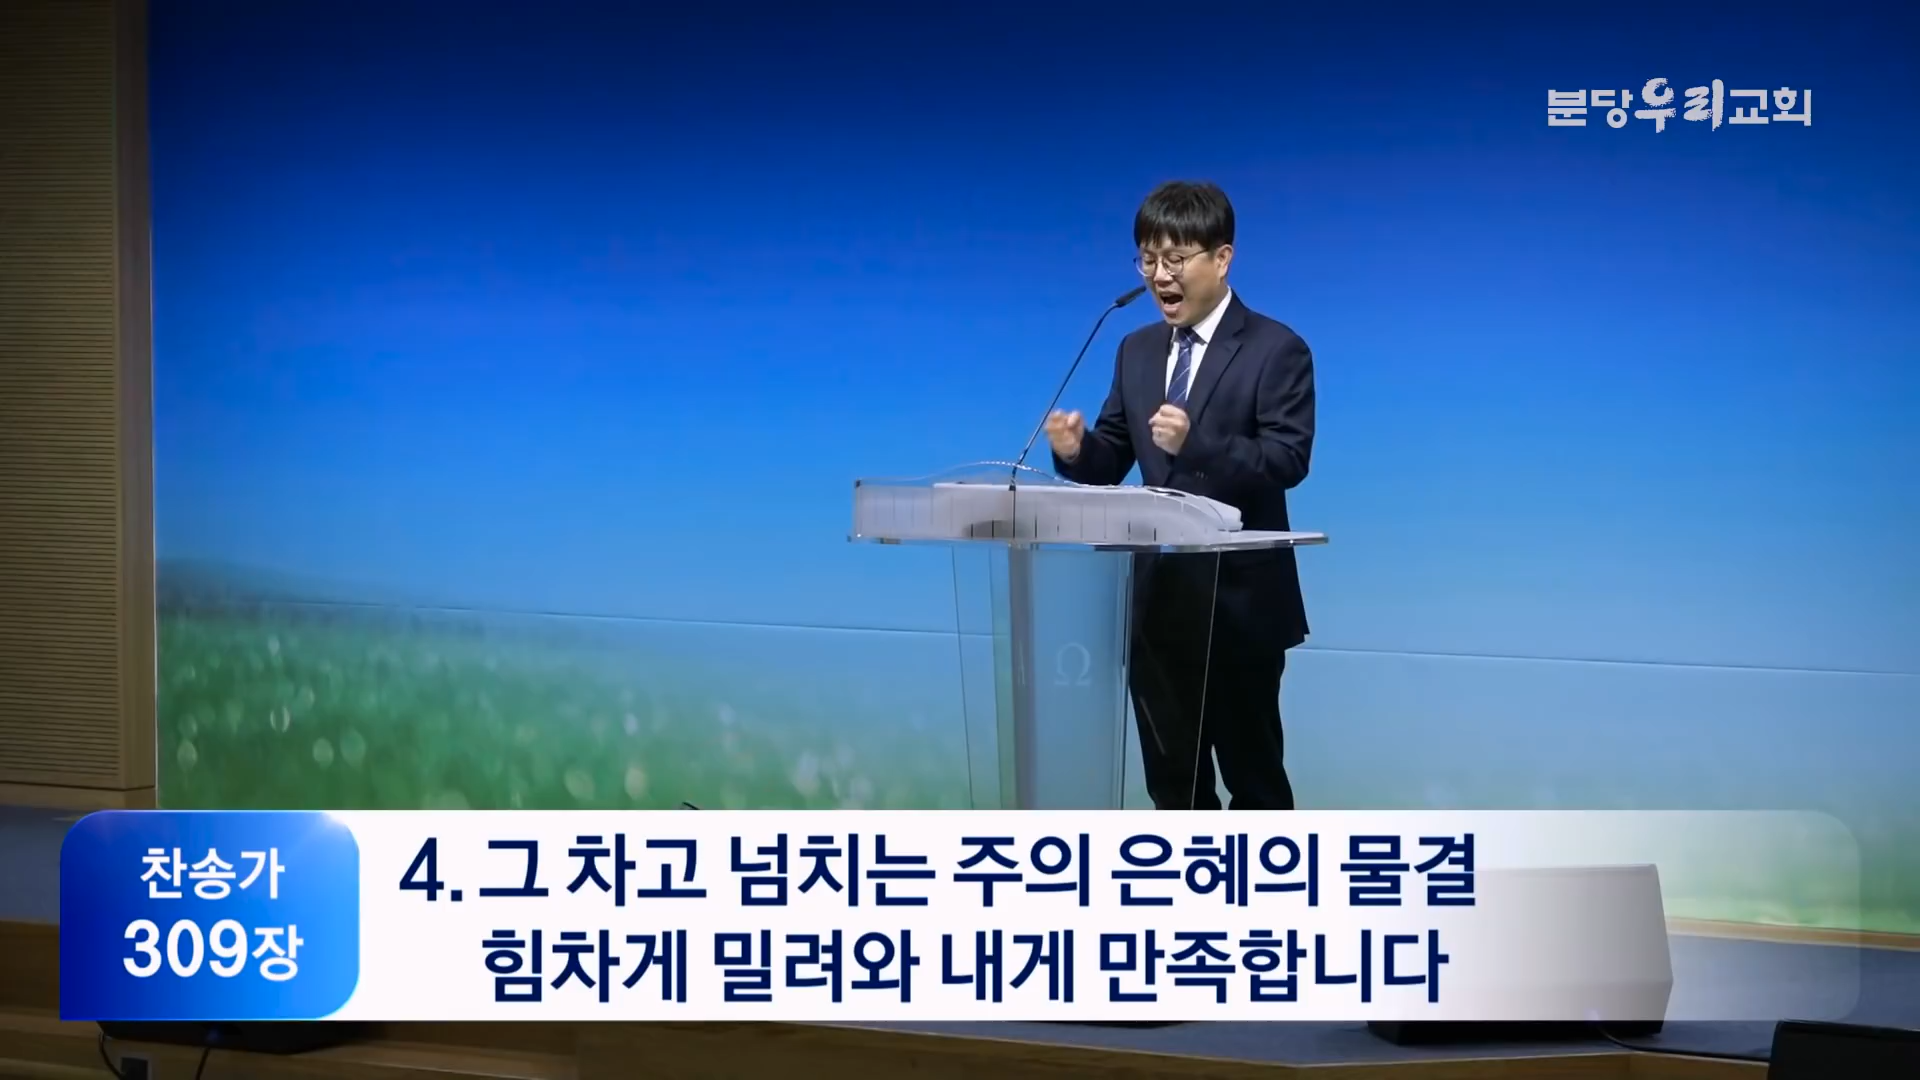 분당우리교회
Ω
찬송가
309장
4. 그 차고 넘치는 주의 은혜의 물결
힘차게 밀려와 내게 만족합니다